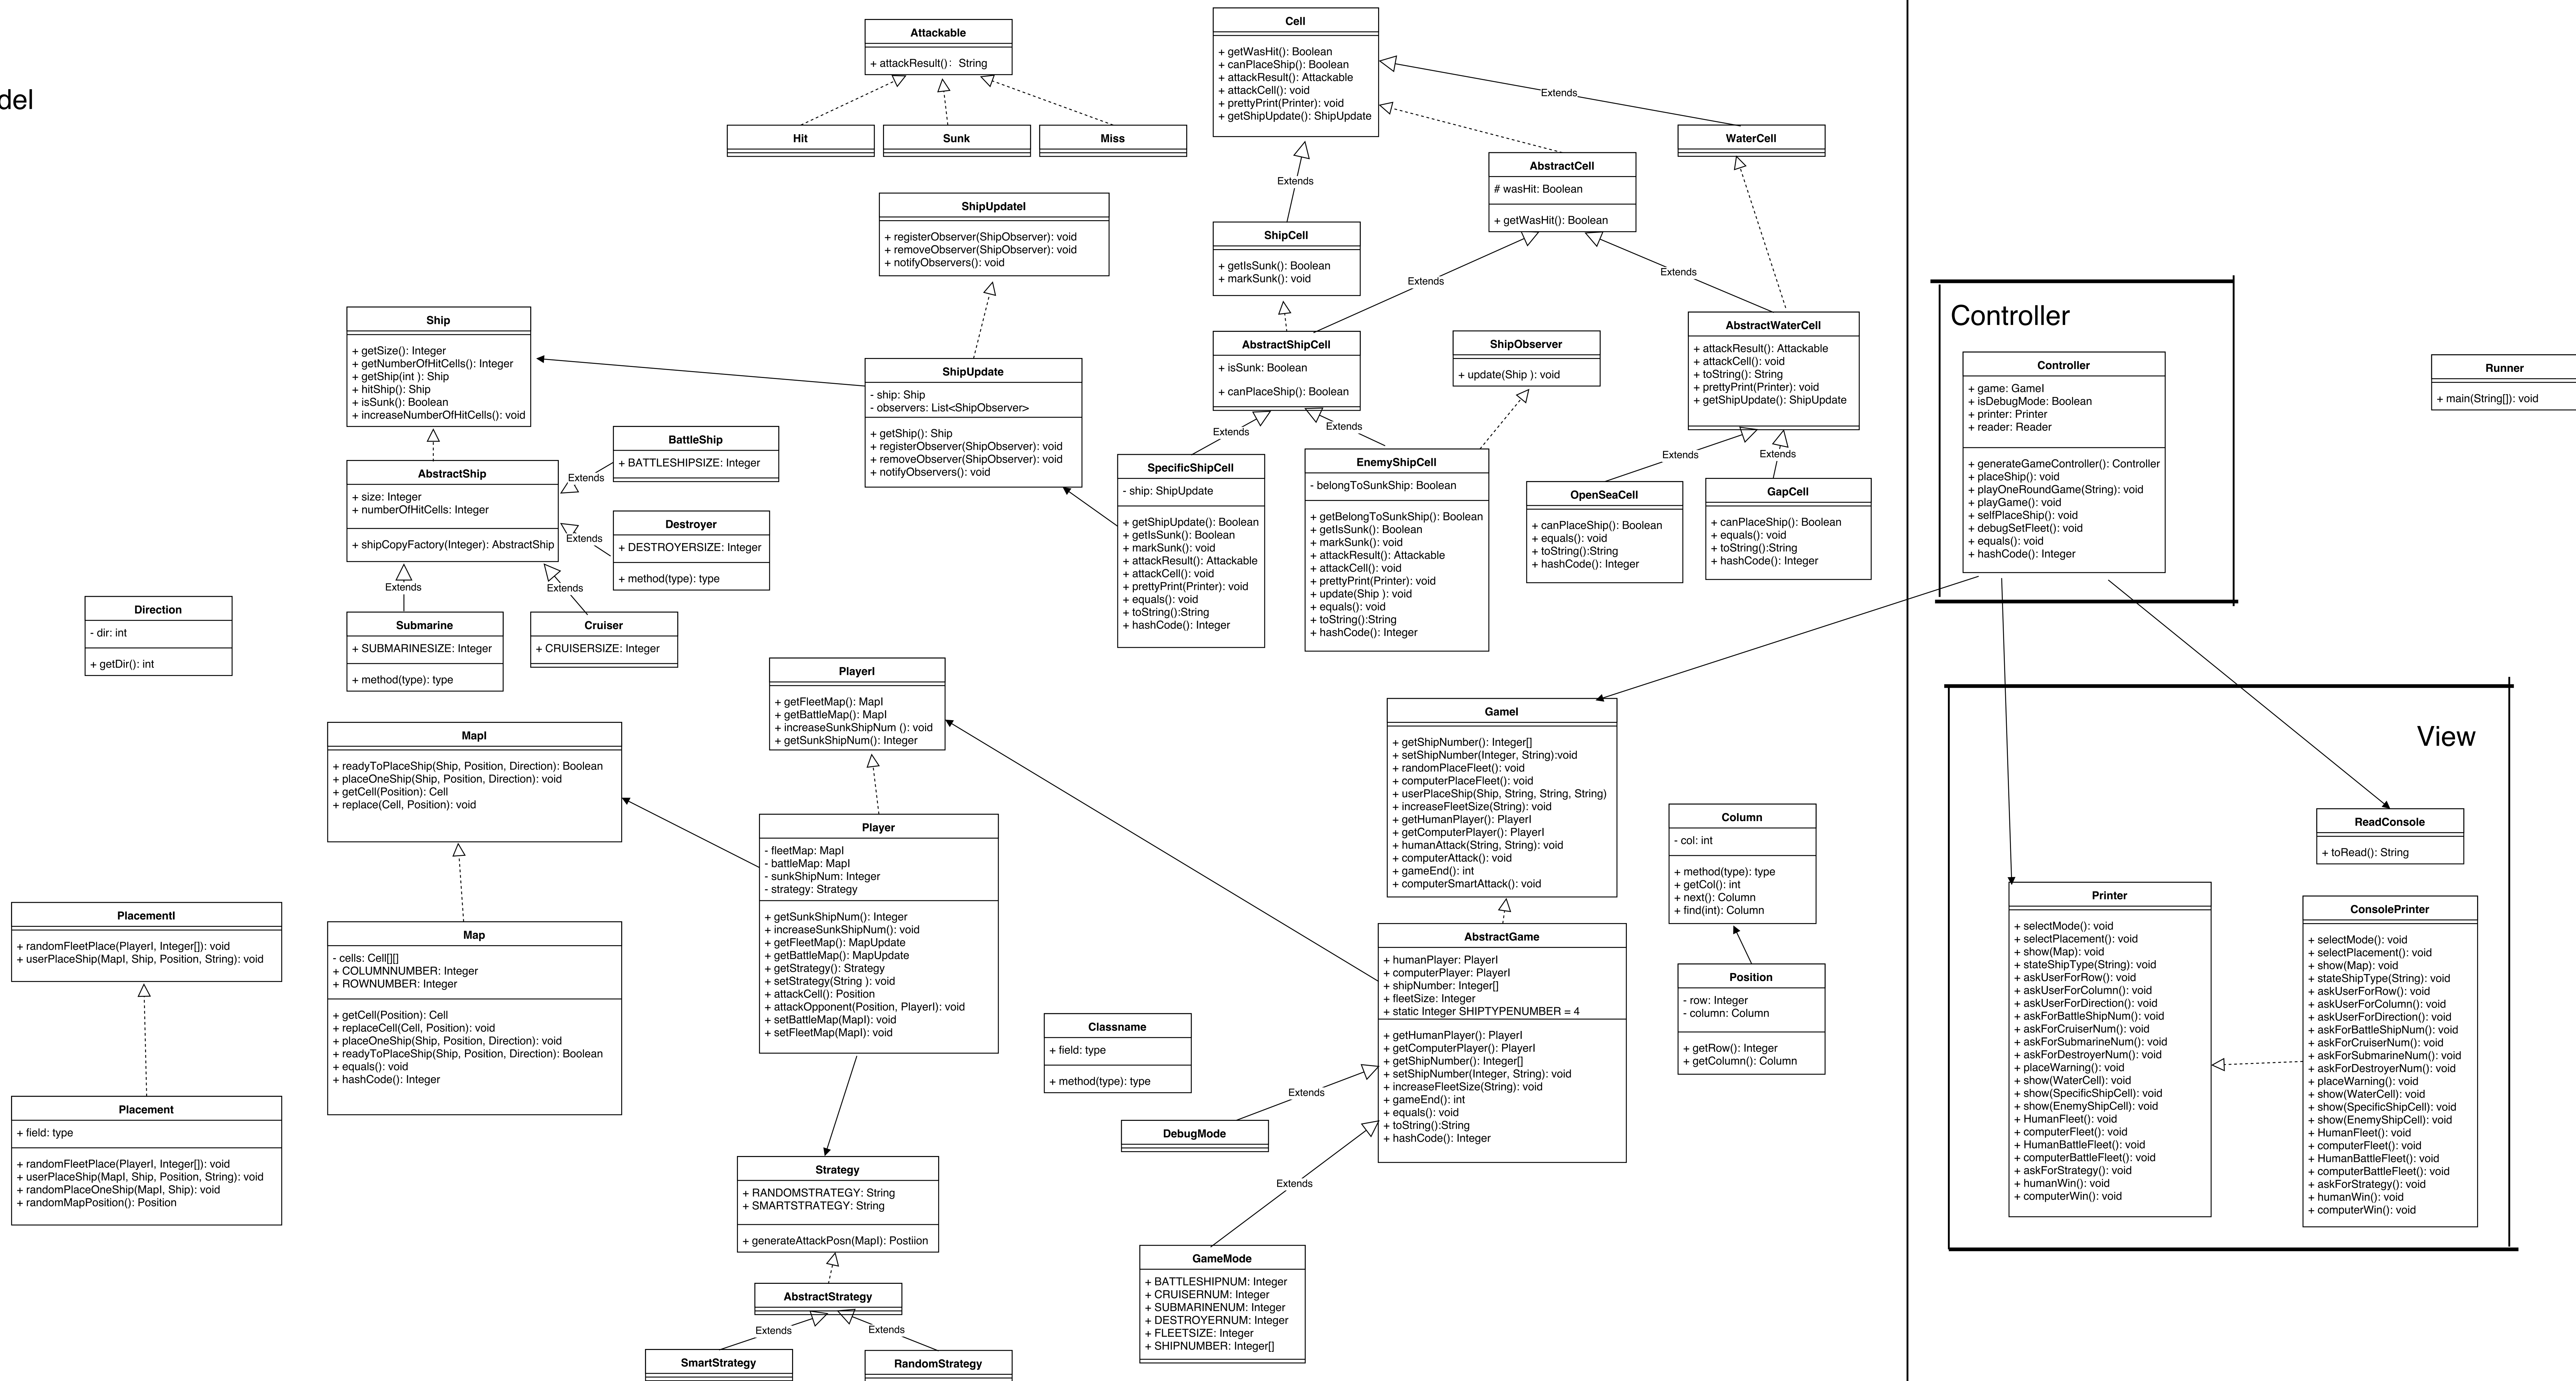 del
Attackable
+ attackResult(): String
Hit
Sunk
Miss
Cell
+ getWasHit(): Boolean
+ canPlaceShip(): Boolean
+ attackResult(): Attackable
+ attackCell(): void
+ prettyPrint(Printer): void
+ getShipUpdate(): ShipUpdate
Extends
WaterCell
AbstractCell
# wasHit: Boolean
+ getWasHit(): Boolean
Extends
ShipCell
+ getIsSunk(): Boolean
+ markSunk(): void
Extends
Extends
ShipUpdateI
+ registerObserver(ShipObserver): void
+ removeObserver(ShipObserver): void
+ notifyObservers(): void
Ship
+ getSize(): Integer
+ getNumberOfHitCells(): Integer
+ getShip(int ): Ship
+ hitShip(): Ship
+ isSunk(): Boolean
+ increaseNumberOfHitCells(): void
ShipUpdate
- ship: Ship
- observers: List<ShipObserver>
+ getShip(): Ship
+ registerObserver(ShipObserver): void
+ removeObserver(ShipObserver): void
+ notifyObservers(): void
AbstractShipCell
+ isSunk: Boolean
+ canPlaceShip(): Boolean
Extends
Extends
ShipObserver
+ update(Ship ): void
AbstractWaterCell
+ attackResult(): Attackable
+ attackCell(): void
+ toString(): String
+ prettyPrint(Printer): void
+ getShipUpdate(): ShipUpdate
Extends
Extends
AbstractShip
+ size: Integer
+ numberOfHitCells: Integer
+ shipCopyFactory(Integer): AbstractShip
Extends
BattleShip
+ BATTLESHIPSIZE: Integer
Extends
Destroyer
+ DESTROYERSIZE: Integer
+ method(type): type
Extends
Extends
Submarine
+ SUBMARINESIZE: Integer
+ method(type): type
Cruiser
+ CRUISERSIZE: Integer
SpecificShipCell
- ship: ShipUpdate
+ getShipUpdate(): Boolean
+ getIsSunk(): Boolean
+ markSunk(): void
+ attackResult(): Attackable
+ attackCell(): void
+ prettyPrint(Printer): void
+ equals(): void
+ toString():String
+ hashCode(): Integer
EnemyShipCell
- belongToSunkShip: Boolean
+ getBelongToSunkShip(): Boolean
+ getIsSunk(): Boolean
+ markSunk(): void
+ attackResult(): Attackable
+ attackCell(): void
+ prettyPrint(Printer): void
+ update(Ship ): void
+ equals(): void
+ toString():String
+ hashCode(): Integer
OpenSeaCell
+ canPlaceShip(): Boolean
+ equals(): void
+ toString():String
+ hashCode(): Integer
GapCell
+ canPlaceShip(): Boolean
+ equals(): void
+ toString():String
+ hashCode(): Integer
Direction
- dir: int
+ getDir(): int
PlayerI
+ getFleetMap(): MapI
+ getBattleMap(): MapI
+ increaseSunkShipNum (): void
+ getSunkShipNum(): Integer
MapI
+ readyToPlaceShip(Ship, Position, Direction): Boolean
+ placeOneShip(Ship, Position, Direction): void
+ getCell(Position): Cell
+ replace(Cell, Position): void
Player
- fleetMap: MapI
- battleMap: MapI
- sunkShipNum: Integer
- strategy: Strategy
+ getSunkShipNum(): Integer
+ increaseSunkShipNum(): void
+ getFleetMap(): MapUpdate
+ getBattleMap(): MapUpdate
+ getStrategy(): Strategy
+ setStrategy(String ): void
+ attackCell(): Position
+ attackOpponent(Position, PlayerI): void
+ setBattleMap(MapI): void
+ setFleetMap(MapI): void
PlacementI
+ randomFleetPlace(PlayerI, Integer[]): void
+ userPlaceShip(MapI, Ship, Position, String): void
Map
- cells: Cell[][]
+ COLUMNNUMBER: Integer
+ ROWNUMBER: Integer
+ getCell(Position): Cell
+ replaceCell(Cell, Position): void
+ placeOneShip(Ship, Position, Direction): void
+ readyToPlaceShip(Ship, Position, Direction): Boolean
+ equals(): void
+ hashCode(): Integer
Placement
+ field: type
+ randomFleetPlace(PlayerI, Integer[]): void
+ userPlaceShip(MapI, Ship, Position, String): void
+ randomPlaceOneShip(MapI, Ship): void
+ randomMapPosition(): Position
Strategy
+ RANDOMSTRATEGY: String
+ SMARTSTRATEGY: String
+ generateAttackPosn(MapI): Postiion
AbstractStrategy
Extends
Extends
SmartStrategy
RandomStrategy
Classname
+ field: type
+ method(type): type
GameI
+ getShipNumber(): Integer[]
+ setShipNumber(Integer, String):void
+ randomPlaceFleet(): void
+ computerPlaceFleet(): void
+ userPlaceShip(Ship, String, String, String)
+ increaseFleetSize(String): void
+ getHumanPlayer(): PlayerI
+ getComputerPlayer(): PlayerI
+ humanAttack(String, String): void
+ computerAttack(): void
+ gameEnd(): int
+ computerSmartAttack(): void
AbstractGame
+ humanPlayer: PlayerI
+ computerPlayer: PlayerI
+ shipNumber: Integer[]
+ fleetSize: Integer
+ static Integer SHIPTYPENUMBER = 4
+ getHumanPlayer(): PlayerI
+ getComputerPlayer(): PlayerI
+ getShipNumber(): Integer[]
+ setShipNumber(Integer, String): void
+ increaseFleetSize(String): void
+ gameEnd(): int
+ equals(): void
+ toString():String
+ hashCode(): Integer
Extends
DebugMode
Extends
GameMode
+ BATTLESHIPNUM: Integer
+ CRUISERNUM: Integer
+ SUBMARINENUM: Integer
+ DESTROYERNUM: Integer
+ FLEETSIZE: Integer
+ SHIPNUMBER: Integer[]
Column
- col: int
+ method(type): type
+ getCol(): int
+ next(): Column
+ find(int): Column
Position
- row: Integer
- column: Column
+ getRow(): Integer
+ getColumn(): Column
Controller
Controller
+ game: GameI
+ isDebugMode: Boolean
+ printer: Printer
+ reader: Reader
+ generateGameController(): Controller
+ placeShip(): void
+ playOneRoundGame(String): void
+ playGame(): void
+ selfPlaceShip(): void
+ debugSetFleet(): void
+ equals(): void
+ hashCode(): Integer
Runner
+ main(String[]): void
View
ReadConsole
+ toRead(): String
Printer
+ selectMode(): void
+ selectPlacement(): void
+ show(Map): void
+ stateShipType(String): void
+ askUserForRow(): void
+ askUserForColumn(): void
+ askUserForDirection(): void
+ askForBattleShipNum(): void
+ askForCruiserNum(): void
+ askForSubmarineNum(): void
+ askForDestroyerNum(): void
+ placeWarning(): void
+ show(WaterCell): void
+ show(SpecificShipCell): void
+ show(EnemyShipCell): void
+ HumanFleet(): void
+ computerFleet(): void
+ HumanBattleFleet(): void
+ computerBattleFleet(): void
+ askForStrategy(): void
+ humanWin(): void
+ computerWin(): void
ConsolePrinter
+ selectMode(): void
+ selectPlacement(): void
+ show(Map): void
+ stateShipType(String): void
+ askUserForRow(): void
+ askUserForColumn(): void
+ askUserForDirection(): void
+ askForBattleShipNum(): void
+ askForCruiserNum(): void
+ askForSubmarineNum(): void
+ askForDestroyerNum(): void
+ placeWarning(): void
+ show(WaterCell): void
+ show(SpecificShipCell): void
+ show(EnemyShipCell): void
+ HumanFleet(): void
+ computerFleet(): void
+ HumanBattleFleet(): void
+ computerBattleFleet(): void
+ askForStrategy(): void
+ humanWin(): void
+ computerWin(): void